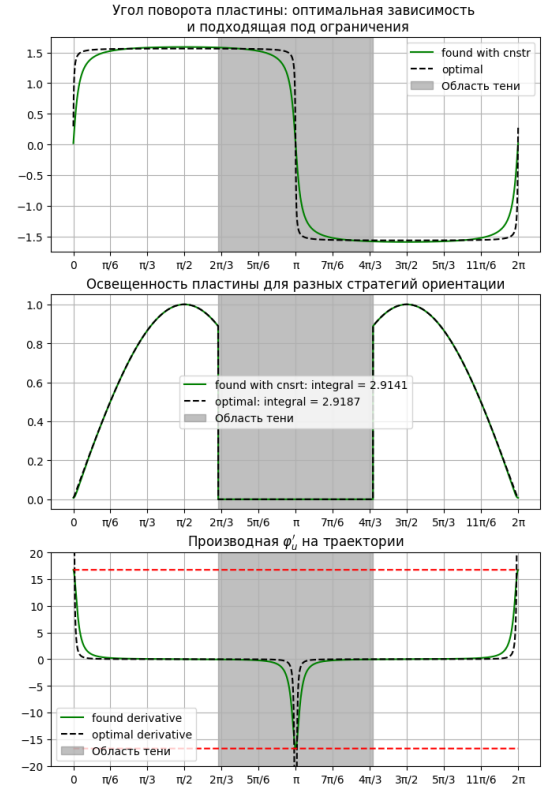 Угол поворота пластины: оптимальная зависимость
и подходящая под ограничения
1.5
1.0
0.5
0.0
−0.5
−1.0
−1.5
found with cnstr
optimal
Область тени
0 π/6 π/3 π/2 2π/3 5π/6 π 7π/6 4π/3 3π/2 5π/3 11π/6 2π
Освещенность пластины для разных стратегий ориентации
1.0
0.8
0.6
0.4
0.2
0.0
found with cnsrt: integral = 2.9141
optimal: integral = 2.9187
Область тени
0 π/6 π/3 π/2 2π/3 5π/6 π 7π/6 4π/3 3π/2 5π/3 11π/6 2π
Производная φ′u на траектории
20
15
10
5
0
−5
−10
−15
−20
found derivative
optimal derivative
Область тени
0 π/6 π/3 π/2 2π/3 5π/6 π 7π/6 4π/3 3π/2 5π/3 11π/6 2π